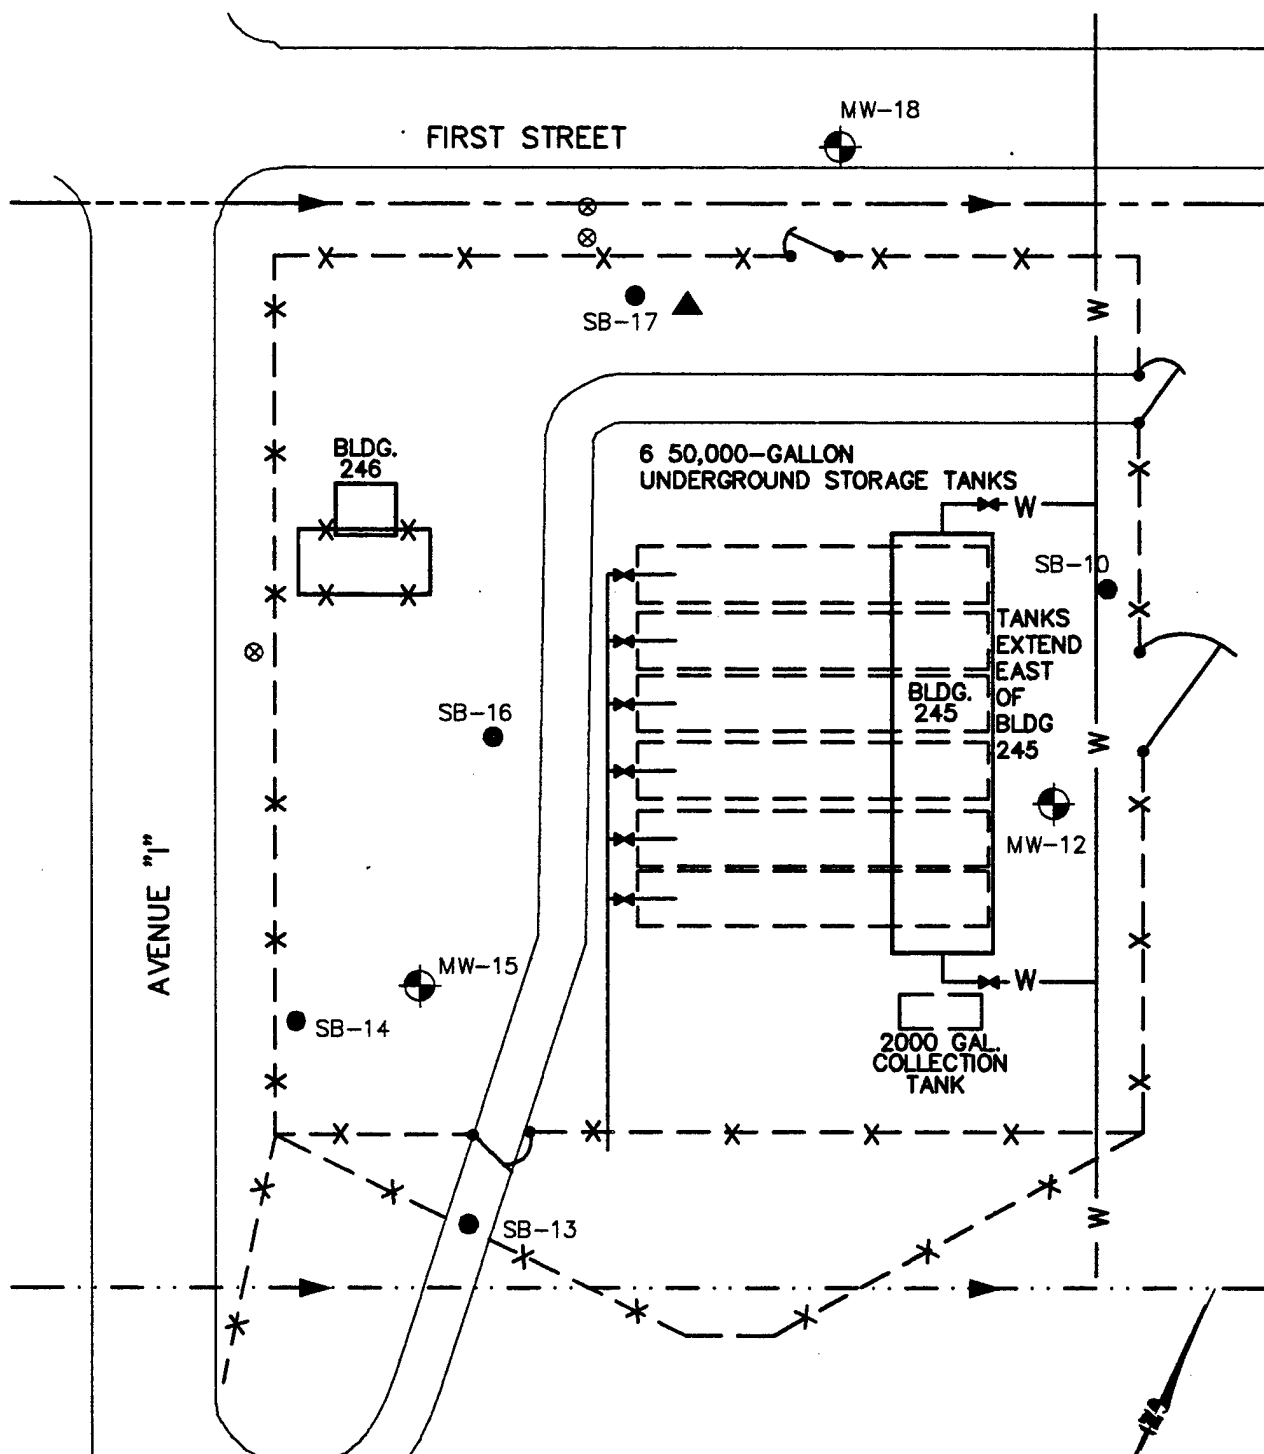 MW-18
FIRST STREET
W
SB-17
BLDG.
246
6 50,000-GALLON
UNDERGROUND STORAGE TANKS
W
SB-10
TANKS
EXTEND
EAST
OF
BLDG
245
BLDG.
245
SB-16
W
MW-12
AVENUE "I"
MW-15
SB-14
W
2000 GAL.
COLLECTION
TANK
SB-13
W